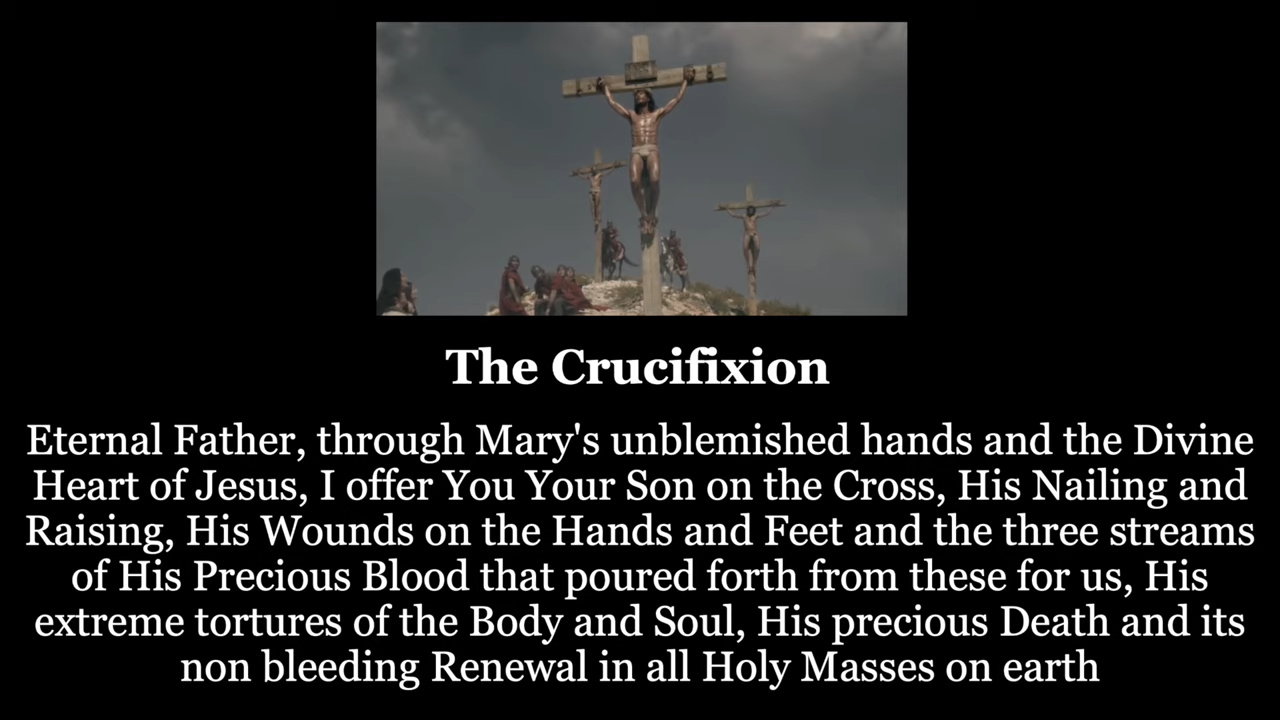 The Crucifixion
Eternal Father, through Mary's unblemished hands and the Divine
Heart of Jesus, I offer You Your Son on the Cross, His Nailing and
Raising, His Wounds on the Hands and Feet and the three streams
of His Precious Blood that poured forth from these for us, His
extreme tortures of the Body and Soul, His precious Death and its
non bleeding Renewal in all Holy Masses on earth